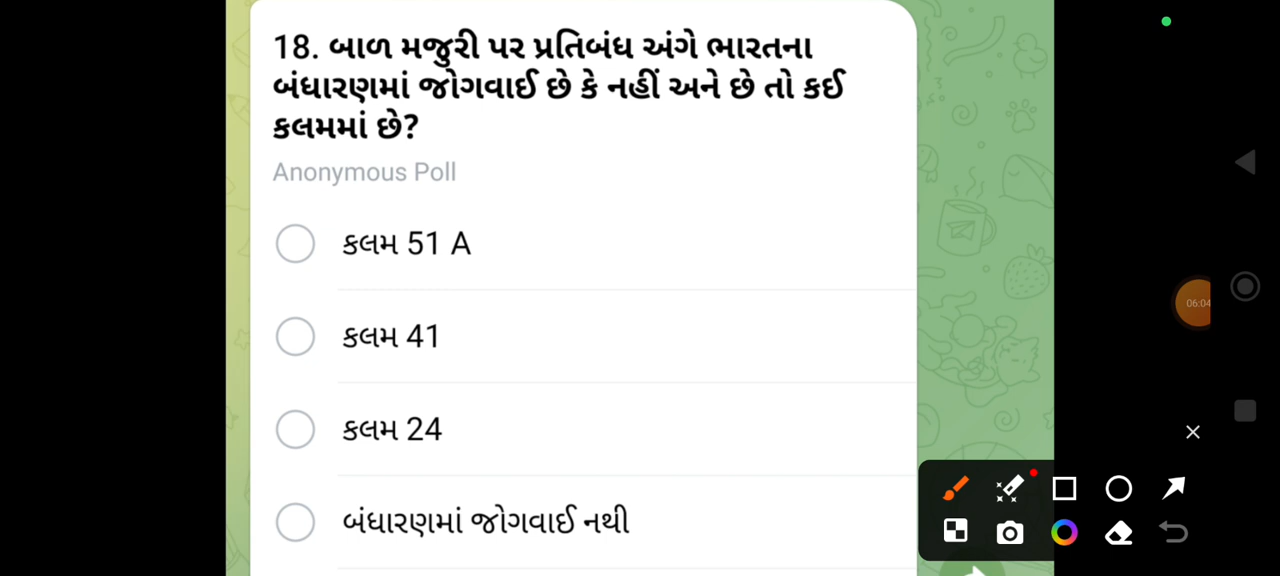 18. બાળ મજુરી પર પ્રતિબંધ અંગે ભારતના
બંધારણમાં જોગવાઈ છે કે નહીં અને છે તો કઈ
કલમમાં છે?
Anonymous Poll
કલમ 51 A
કલમ 41
06:04
કલમ 24
બંધારણમાં જોગવાઈ નથી